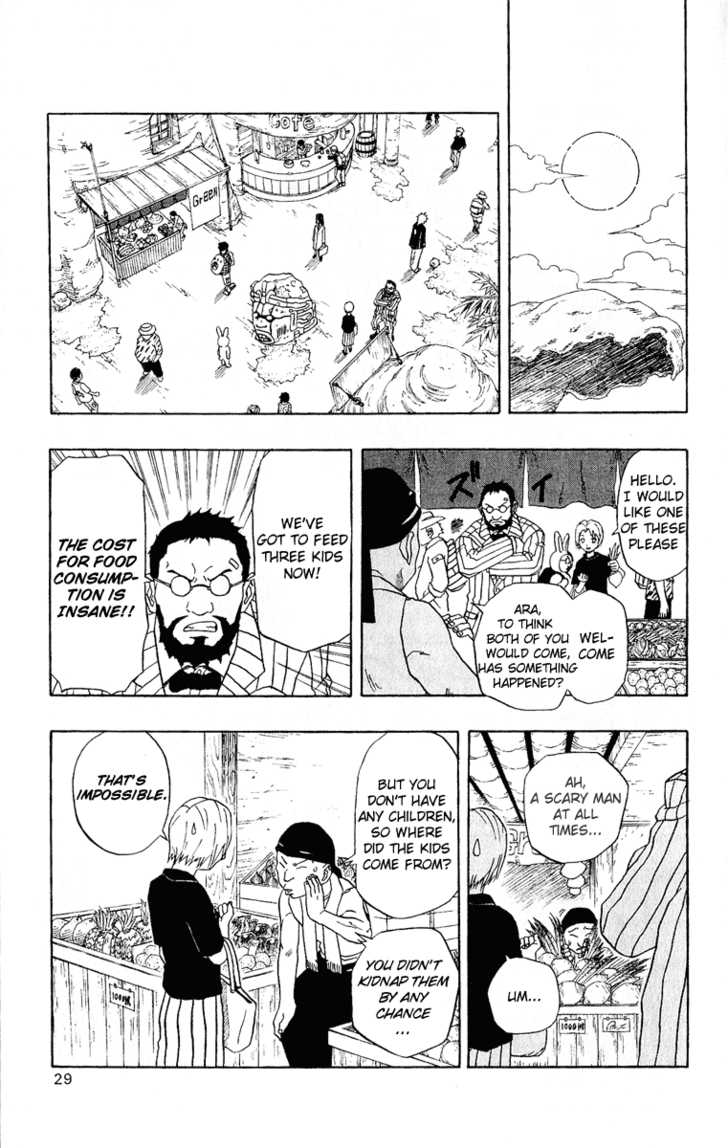 Cafe
Green
HELLO.
I WOULD
LIKE ONE
OF THESE
PLEASE
ズイ
WEL-
COME
ARA,
TO THINK
BOTH OF YOU
WOULD COME,
HAS SOMETHING
HAPPENED?
WE'VE
GOT TO FEED
THREE KIDS
NOW!
THE COST
FOR FOOD
CONSUMP-
TION IS
INSANE!!
AH,
A SCARY MAN
AT ALL
TIMES...
UM...
BUT YOU
DON'T HAVE
ANY CHILDREN,
SO WHERE
DID THE KIDS
COME FROM?
YOU DIDN'T
KIDNAP THEM
BY ANY
CHANCE
...
THAT'S
IMPOSSIBLE.
29